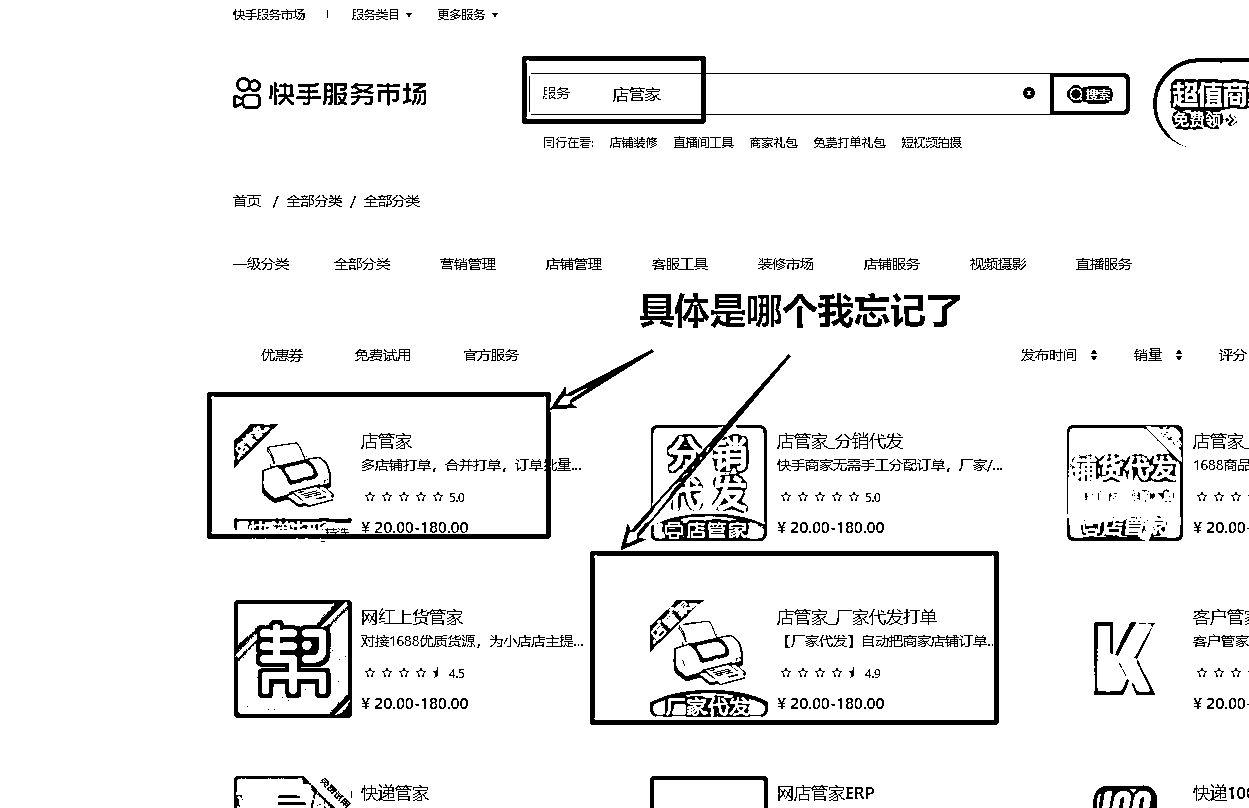 快手服务市场 | 服务类目 更多服务
快手服务市场
服务 店管家 搜索
超值商
免费领
同行在看: 店铺装修 直播间工具 商家礼包 免费打单礼包 短视频拍摄
首页 / 全部分类 / 全部分类
一级分类 全部分类 营销管理 店铺管理 客服工具 装修市场 店铺服务 视频摄影 直播服务
具体是哪个我忘记了
优惠券 免费试用 官方服务 发布时间 销量 评分
店管家
多店铺打单，合并打单，订单批量...
5.0
¥ 20.00-180.00
分销代发
店管家
店管家_分销代发
快手商家无需手工分配订单，厂家/...
5.0
¥ 20.00-180.00
铺货代发
店管家
店管家_
1688商品
¥ 20.00-
帮
网红上货管家
对接1688优质货源，为小店店主提...
4.5
¥ 20.00-180.00
店管家
厂家代发
店管家_厂家代发打单
【厂家代发】自动把商家店铺订单...
4.9
¥ 20.00-180.00
K
客户管家
客户管家
¥ 20.00-
免费试用
快递管家
网店管家ERP
100
快递100